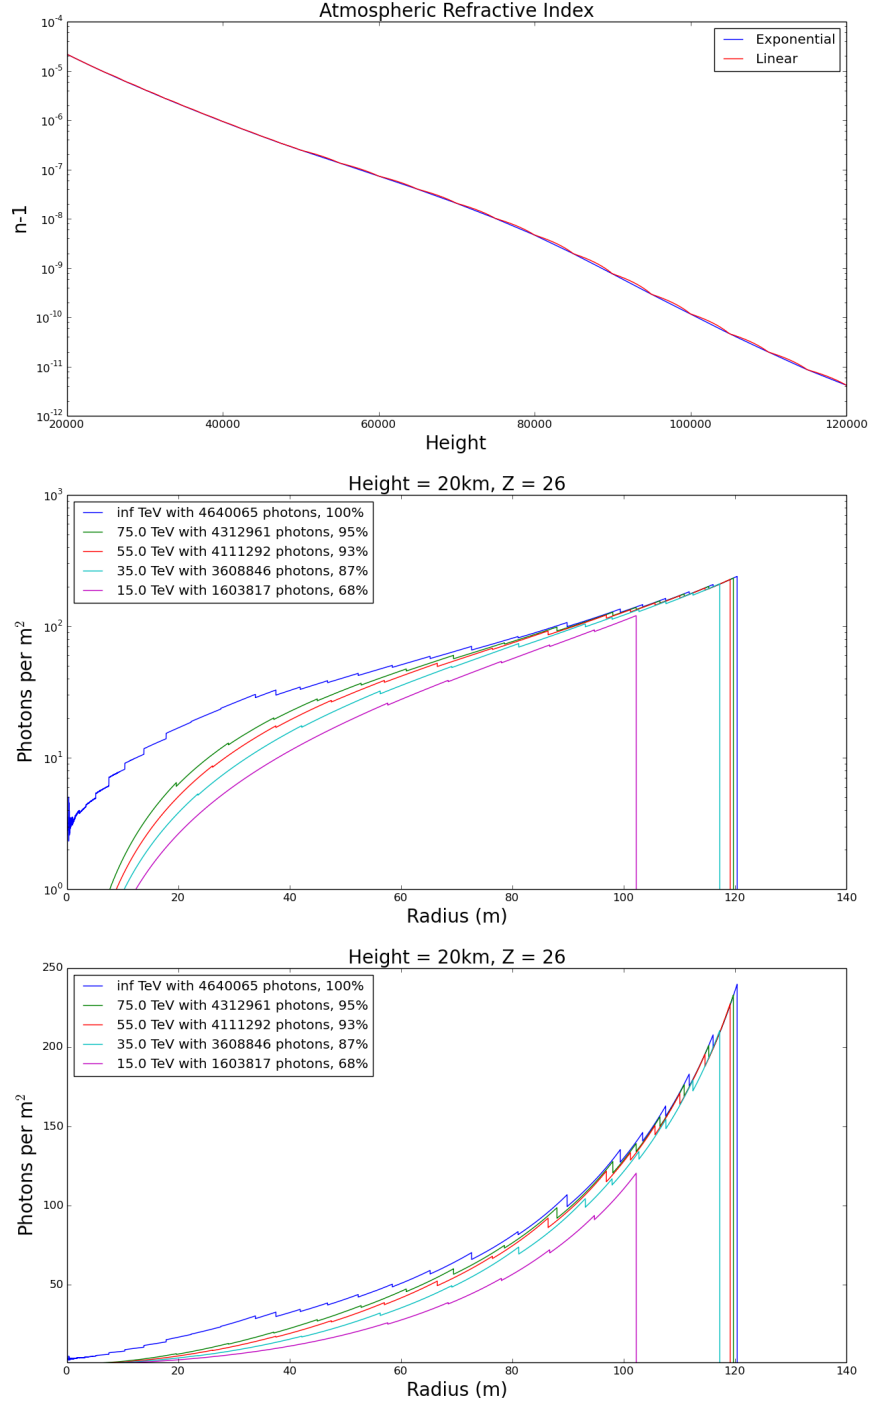 Atmospheric Refractive Index
10^-4
10^-5
10^-6
10^-7
10^-8
10^-9
10^-10
10^-11
10^-12
n-1
Exponential
Linear
20000 40000 60000 80000 100000 120000
Height
Height = 20km, Z = 26
10^3
10^2
10^1
10^0
Photons per m^2
inf TeV with 4640065 photons, 100%
75.0 TeV with 4312961 photons, 95%
55.0 TeV with 4111292 photons, 93%
35.0 TeV with 3608846 photons, 87%
15.0 TeV with 1603817 photons, 68%
0 20 40 60 80 100 120 140
Radius (m)
Height = 20km, Z = 26
250
200
150
100
50
Photons per m^2
inf TeV with 4640065 photons, 100%
75.0 TeV with 4312961 photons, 95%
55.0 TeV with 4111292 photons, 93%
35.0 TeV with 3608846 photons, 87%
15.0 TeV with 1603817 photons, 68%
0 20 40 60 80 100 120 140
Radius (m)